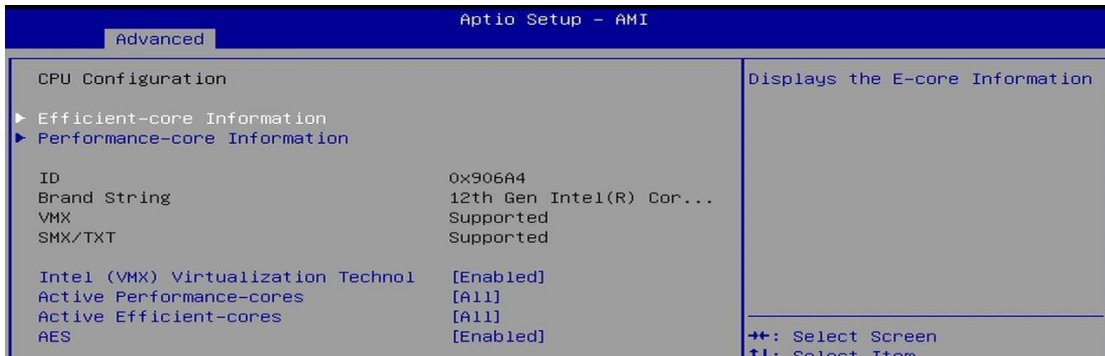 Aptio Setup - AMI
Advanced
CPU Configuration
Efficient-core Information
Performance-core Information
ID 0x906A4
Brand String 12th Gen Intel(R) Cor...
VMX Supported
SMX/TXT Supported
Intel (VMX) Virtualization Technol [Enabled]
Active Performance-cores [All]
Active Efficient-cores [All]
AES [Enabled]
Displays the E-core Information
→←: Select Screen
↑↓: Select Item